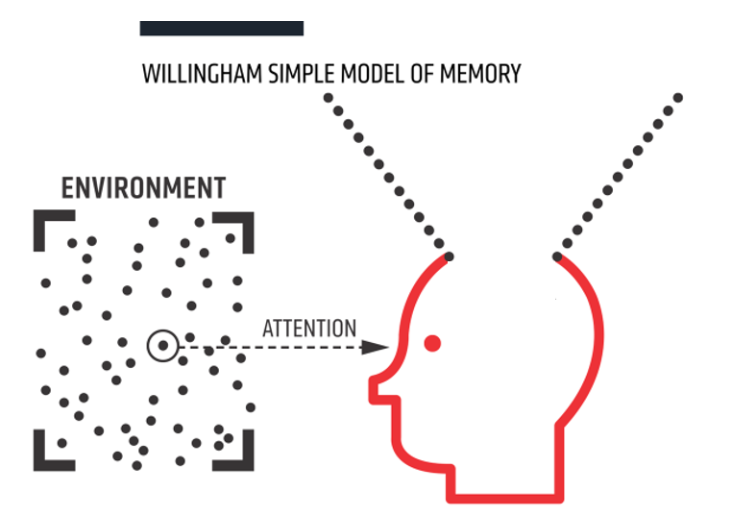 WILLINGHAM SIMPLE MODEL OF MEMORY
ENVIRONMENT
ATTENTION